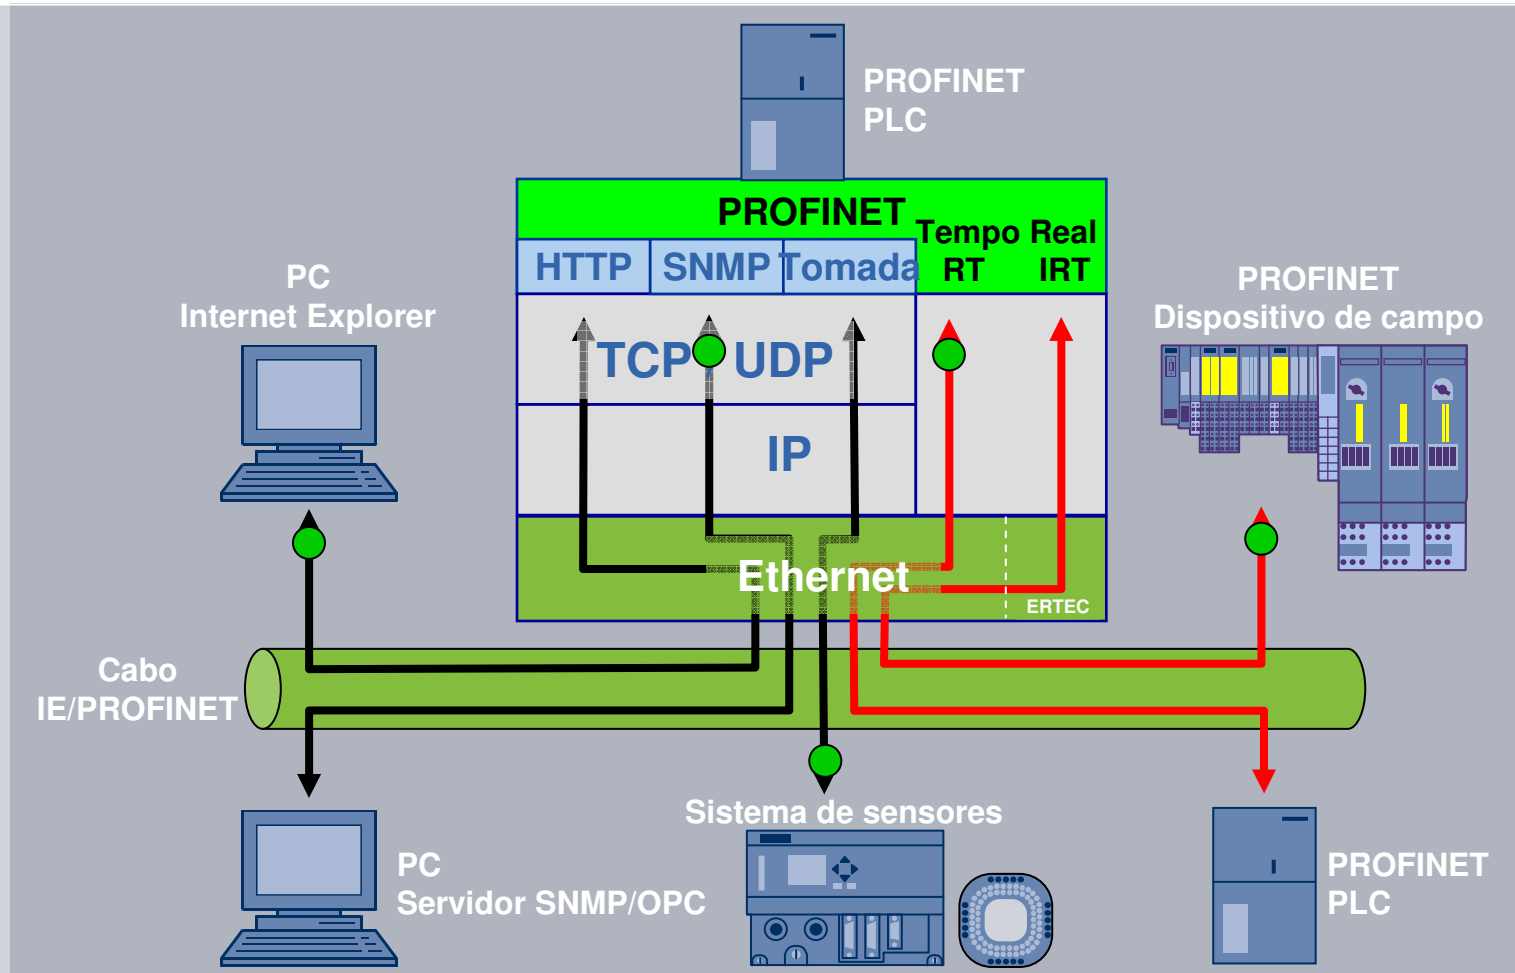 PROFINET
PLC
PROFINET
Tempo Real
HTTP SNMP Tomada RT IRT
PC
Internet Explorer
PROFINET
Dispositivo de campo
TCP/ UDP
IP
Ethernet
ERTEC
Cabo
IE/PROFINET
Sistema de sensores
PC
Servidor SNMP/OPC
PROFINET
PLC